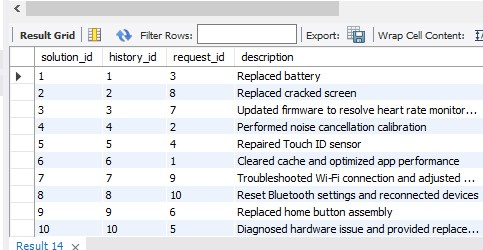 Result Grid Filter Rows: Export: Wrap Cell Content:
solution_id history_id request_id description
1 1 3 Replaced battery
2 2 8 Replaced cracked screen
3 3 7 Updated firmware to resolve heart rate monitor...
4 4 2 Performed noise cancellation calibration
5 5 4 Repaired Touch ID sensor
6 6 1 Cleared cache and optimized app performance
7 7 9 Troubleshooted Wi-Fi connection and adjusted ...
8 8 10 Reset Bluetooth settings and reconnected devices
9 9 6 Replaced home button assembly
10 10 5 Diagnosed hardware issue and provided replace...
Result 14 ×